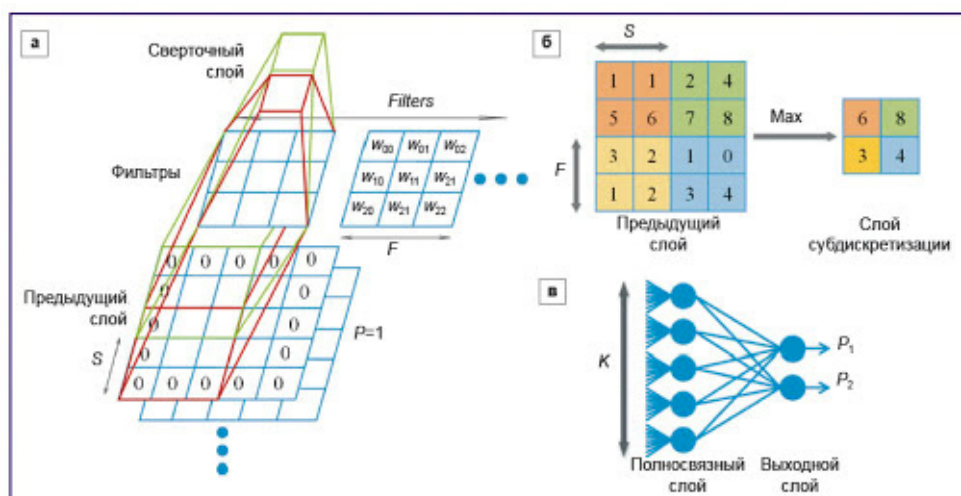 а
Сверточный
слой
Filters
Фильтры
w00 w01 w02
w10 w11 w21
w20 w21 w22
F
0 0 0 0 0
0 0
Предыдущий
слой
0
S
0 0
0 0 0 0 0
P=1
б
S
1 1 2 4
5 6 7 8
3 2 1 0
1 2 3 4
F
Предыдущий
слой
Max
6 8
3 4
Слой
субдискретизации
в
K
P1
P2
Полносвязный
слой
Выходной
слой